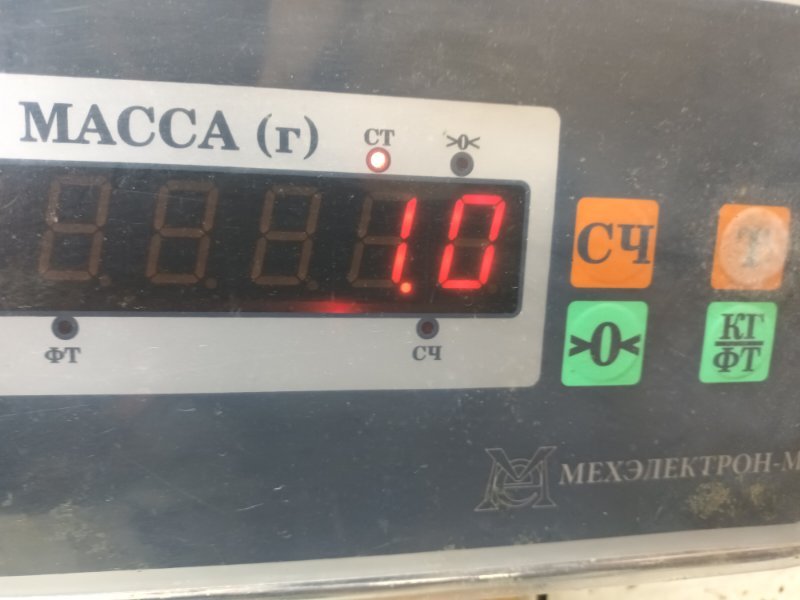 МАССА (г)
СТ
>0<
1.0
ФТ
СЧ
СЧ
Т
>0<
КГ
ФТ
МЕХЭЛЕКТРОН-М